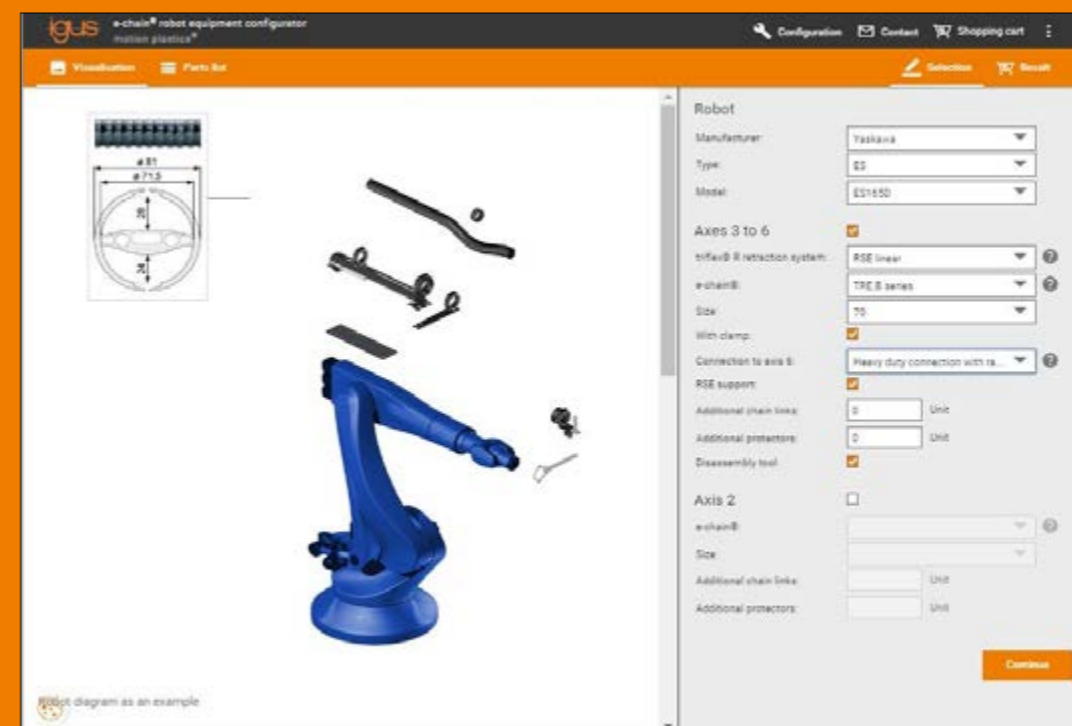 igus
e-chain® robot equipment configurator
motion plastics®
Configuration
Contact
Shopping cart
Visualisation
Parts list
Selection
Result
ø 81
ø 71,5
28
24
Robot diagram as an example
Robot
Manufacturer:
Yaskawa
Type:
ES
Model:
ES165D
Axes 3 to 6
triflex® R retraction system:
RSE linear
e-chain®:
TRE.B series
Size:
70
With clamp:
Connection to axis 6:
Heavy duty connection with ra...
RSE support:
Additional chain links:
0
Unit
Additional protectors:
0
Unit
Disassembly tool
Axis 2
e-chain®:
Size:
Additional chain links:
Unit
Additional protectors:
Unit
Continue